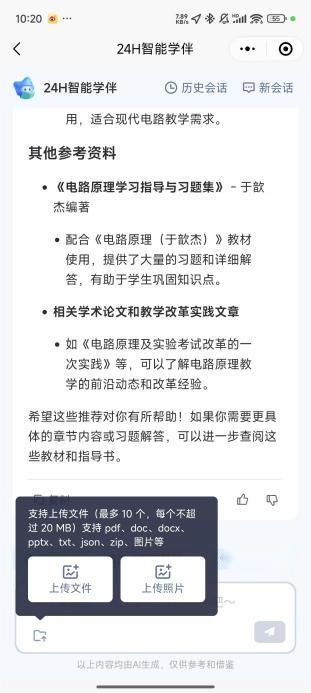 10:20
7.89 KB/s
55
24H智能学伴
24H智能学伴
历史会话
新会话
用，适合现代电路教学需求。
其他参考资料
• 《电路原理学习指导与习题集》 – 于歆
杰编著
• 配合《电路原理（于歆杰）》教材
使用，提供了大量的习题和详细解
答，有助于学生巩固知识点。
• 相关学术论文和教学改革实践文章
• 如《电路原理及实验考试改革的一
次实践》等，可以了解电路原理教
学的前沿动态和改革经验。
希望这些推荐对你有所帮助！如果你需要更具
体的章节内容或习题解答，可以进一步查阅这
些教材和指导书。
支持上传文件（最多 10 个，每个不超
过 20 MB）支持 pdf、doc、docx、
pptx、txt、json、zip、图片等
上传文件
上传照片
吧～
以上内容均由AI生成，仅供参考和借鉴